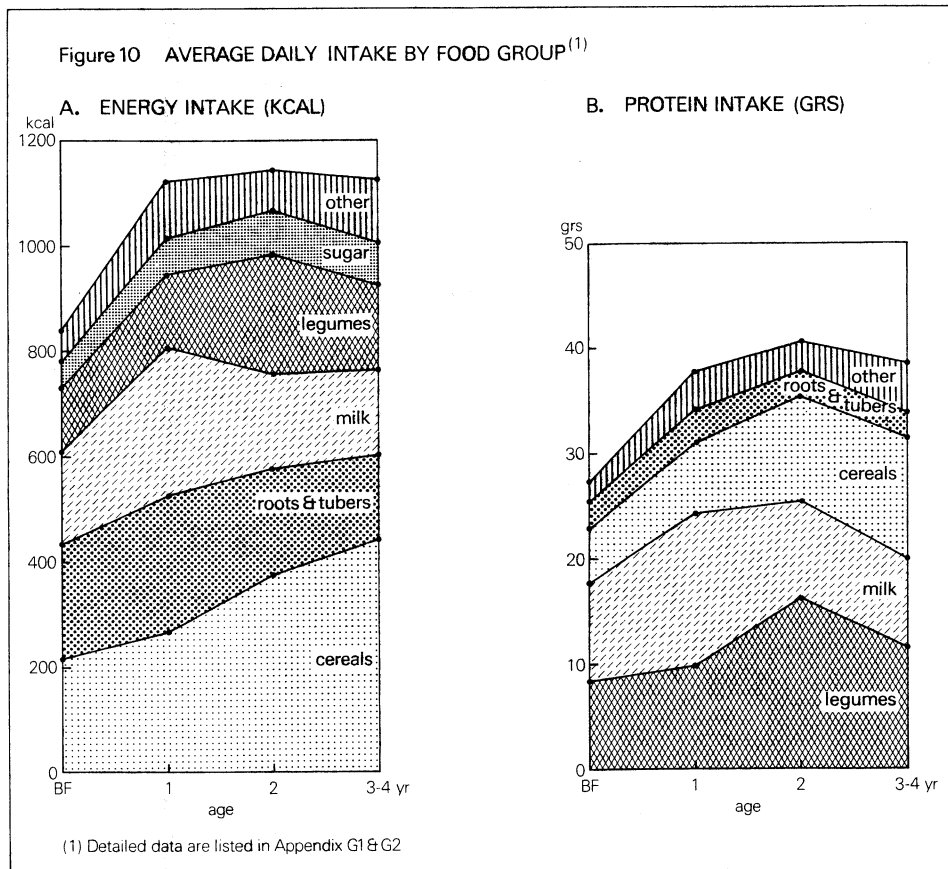 Figure 10 AVERAGE DAILY INTAKE BY FOOD GROUP(1)
A. ENERGY INTAKE (KCAL)
kcal
1200
1000
800
600
400
200
0
other
sugar
legumes
milk
roots & tubers
cereals
BF 1 2 3-4 yr
age
B. PROTEIN INTAKE (GRS)
grs
50
40
30
20
10
0
other
roots
& tubers
cereals
milk
legumes
BF 1 2 3-4 yr
age
(1) Detailed data are listed in Appendix G1 & G2